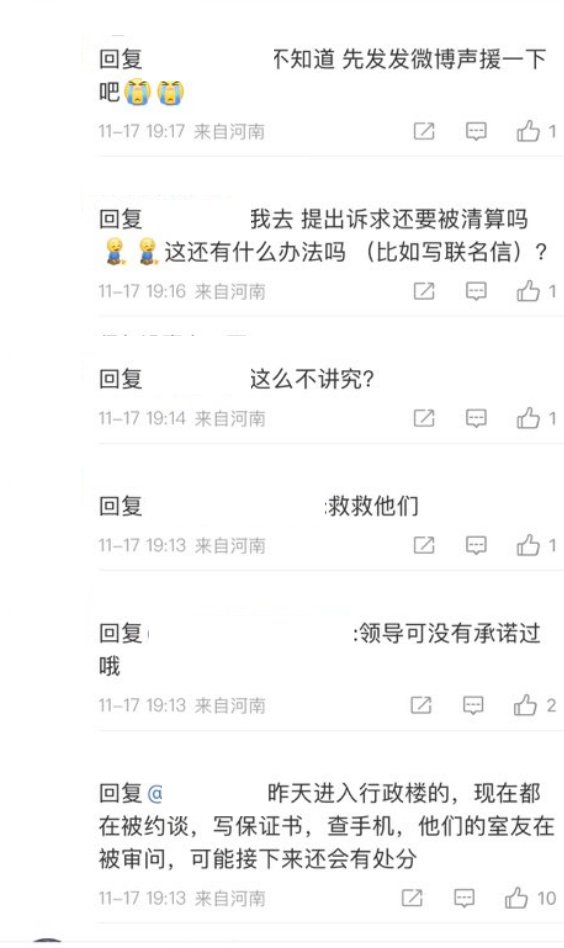 回复 不知道 先发发微博声援一下
吧😭😭
11-17 19:17 来自河南 1
回复 我去 提出诉求还要被清算吗
这还有什么办法吗 （比如写联名信）?
11-17 19:16 来自河南 1
回复 这么不讲究?
11-17 19:14 来自河南 1
回复 :救救他们
11-17 19:13 来自河南 1
回复 :领导可没有承诺过
哦
11-17 19:13 来自河南 2
回复@ 昨天进入行政楼的，现在都
在被约谈，写保证书，查手机，他们的室友在
被审问，可能接下来还会有处分
11-17 19:13 来自河南 10